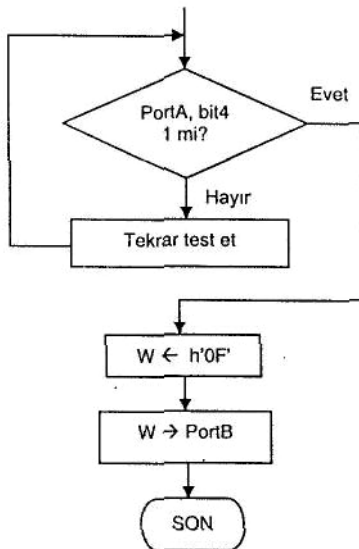 PortA, bit4
1 mi?
Evet
Hayır
Tekrar test et
W ← h'0F'
W → PortB
SON